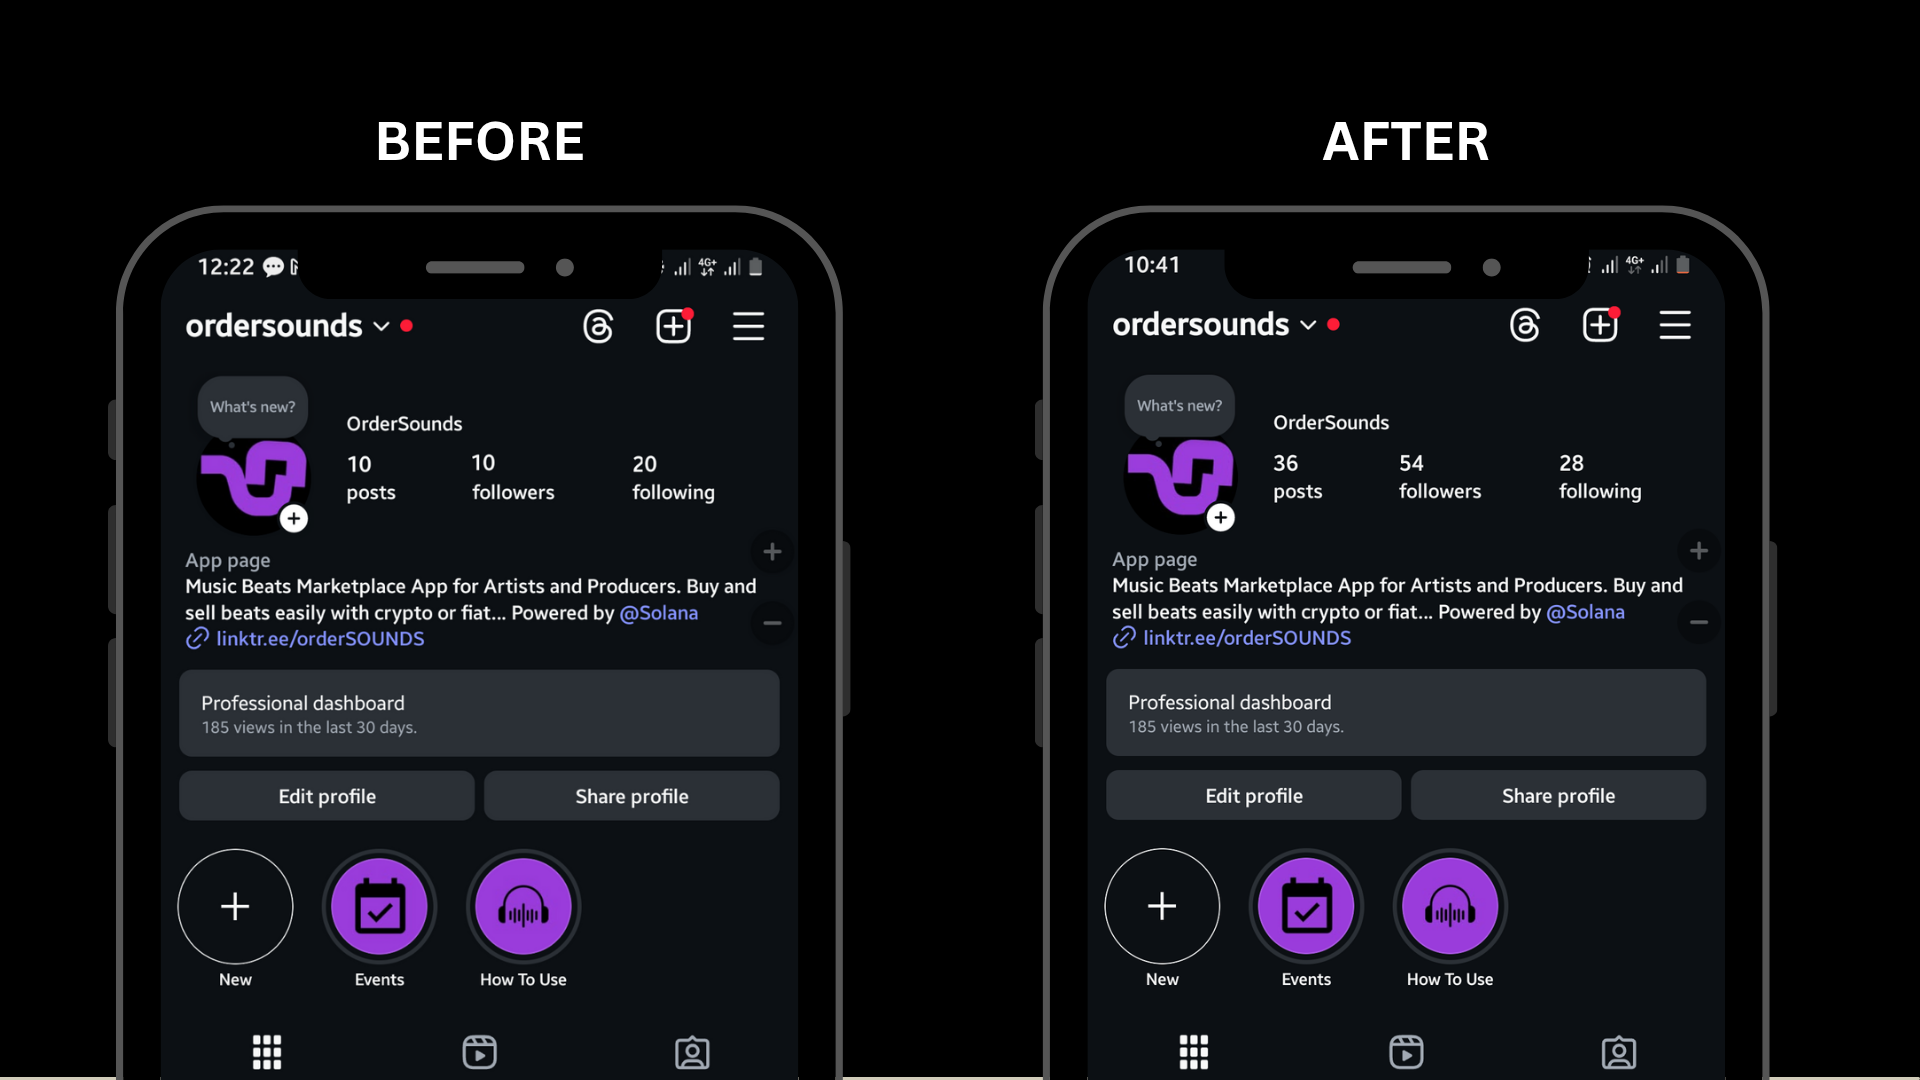 BEFORE
12:22
4G+
ordersounds
What's new?
OrderSounds
10 10 20
posts followers following
App page
Music Beats Marketplace App for Artists and Producers. Buy and
sell beats easily with crypto or fiat... Powered by @Solana
linktr.ee/orderSOUNDS
Professional dashboard
185 views in the last 30 days.
Edit profile Share profile
New Events How To Use
AFTER
10:41
4G+
ordersounds
What's new?
OrderSounds
36 54 28
posts followers following
App page
Music Beats Marketplace App for Artists and Producers. Buy and
sell beats easily with crypto or fiat... Powered by @Solana
linktr.ee/orderSOUNDS
Professional dashboard
185 views in the last 30 days.
Edit profile Share profile
New Events How To Use